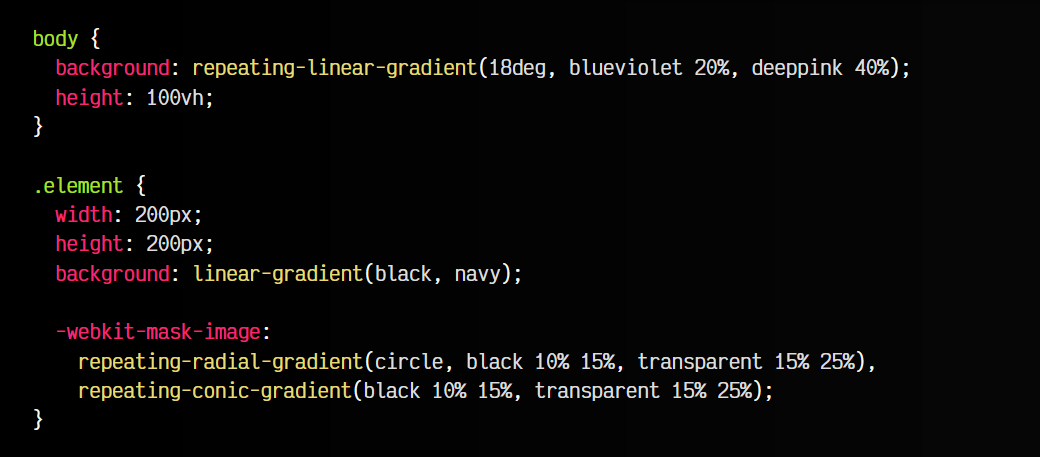 body {
  background: repeating-linear-gradient(18deg, blueviolet 20%, deeppink 40%);
  height: 100vh;
}

.element {
  width: 200px;
  height: 200px;
  background: linear-gradient(black, navy);

  -webkit-mask-image:
    repeating-radial-gradient(circle, black 10% 15%, transparent 15% 25%),
    repeating-conic-gradient(black 10% 15%, transparent 15% 25%);
}